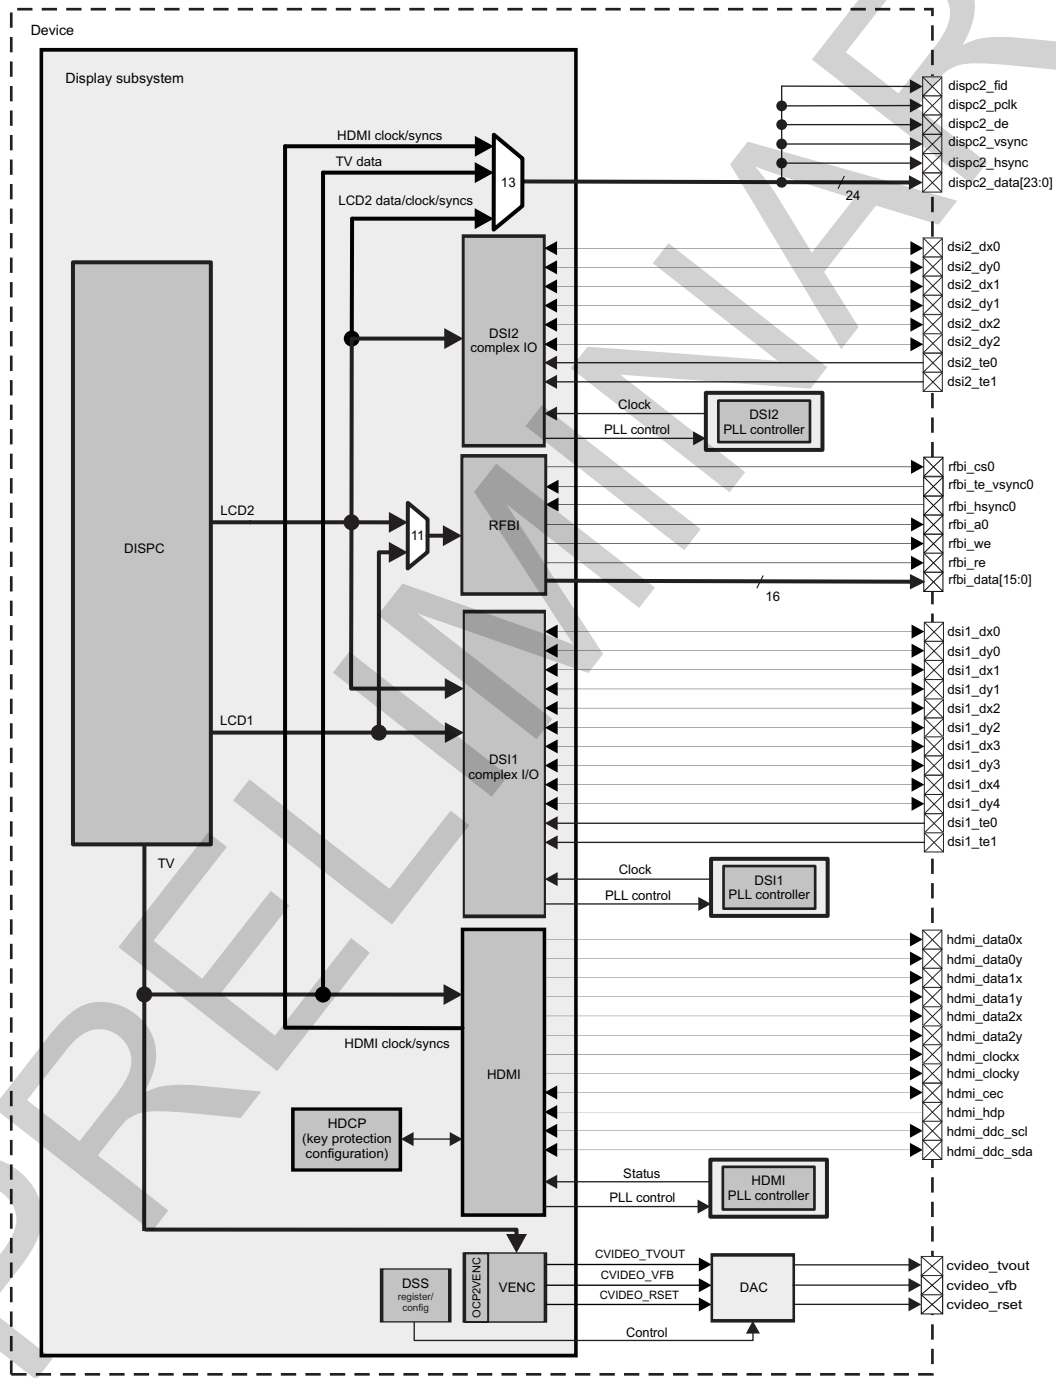 Device
Display subsystem
HDMI clock/syncs
TV data
LCD2 data/clock/syncs
13
24
dispc2_fid
dispc2_pclk
dispc2_de
dispc2_vsync
dispc2_hsync
dispc2_data[23:0]
DSI2
complex IO
dsi2_dx0
dsi2_dy0
dsi2_dx1
dsi2_dy1
dsi2_dx2
dsi2_dy2
dsi2_te0
dsi2_te1
Clock
PLL control
DSI2
PLL controller
DISPC
LCD2
11
RFBI
rfbi_cs0
rfbi_te_vsync0
rfbi_hsync0
rfbi_a0
rfbi_we
rfbi_re
rfbi_data[15:0]
16
LCD1
DSI1
complex I/O
dsi1_dx0
dsi1_dy0
dsi1_dx1
dsi1_dy1
dsi1_dx2
dsi1_dy2
dsi1_dx3
dsi1_dy3
dsi1_dx4
dsi1_dy4
dsi1_te0
dsi1_te1
Clock
PLL control
DSI1
PLL controller
TV
HDMI clock/syncs
HDMI
hdmi_data0x
hdmi_data0y
hdmi_data1x
hdmi_data1y
hdmi_data2x
hdmi_data2y
hdmi_clockx
hdmi_clocky
hdmi_cec
hdmi_hdp
hdmi_ddc_scl
hdmi_ddc_sda
HDCP
(key protection
configuration)
Status
PLL control
HDMI
PLL controller
DSS
register/
config
OCP2VENC
VENC
CVIDEO_TVOUT
CVIDEO_VFB
CVIDEO_RSET
DAC
Control
cvideo_tvout
cvideo_vfb
cvideo_rset
PRELIMINAR